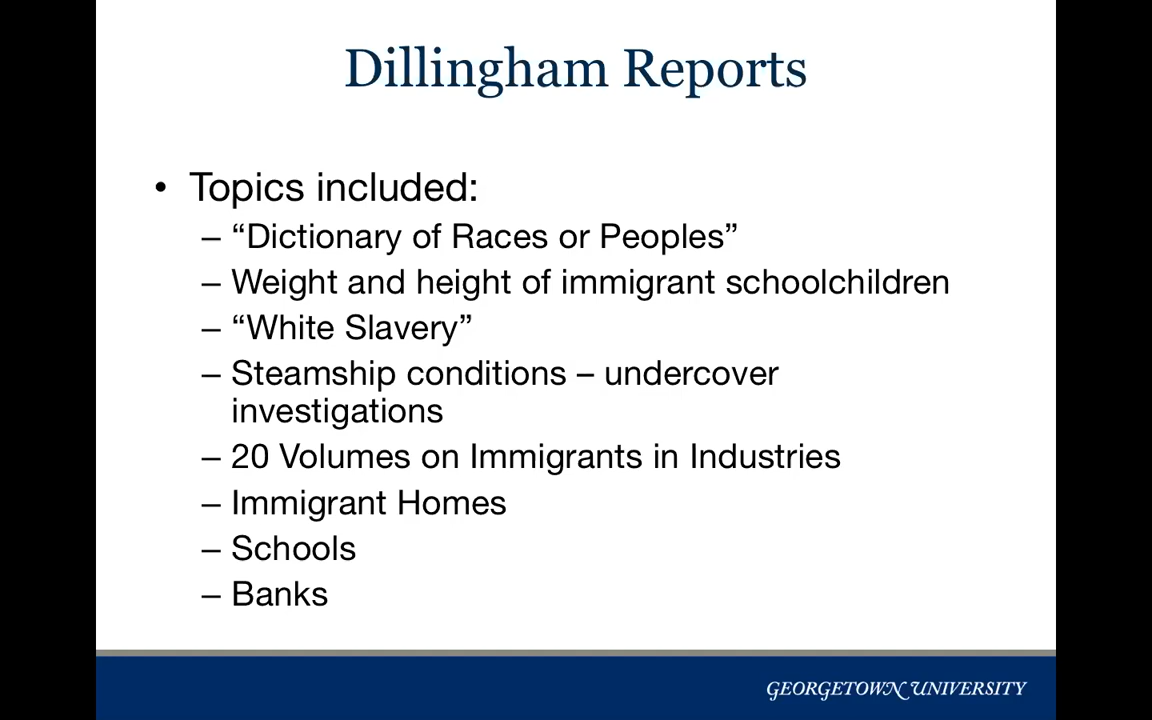 Dillingham Reports
• Topics included:
– “Dictionary of Races or Peoples”
– Weight and height of immigrant schoolchildren
– “White Slavery”
– Steamship conditions – undercover
investigations
– 20 Volumes on Immigrants in Industries
– Immigrant Homes
– Schools
– Banks
GEORGETOWN UNIVERSITY